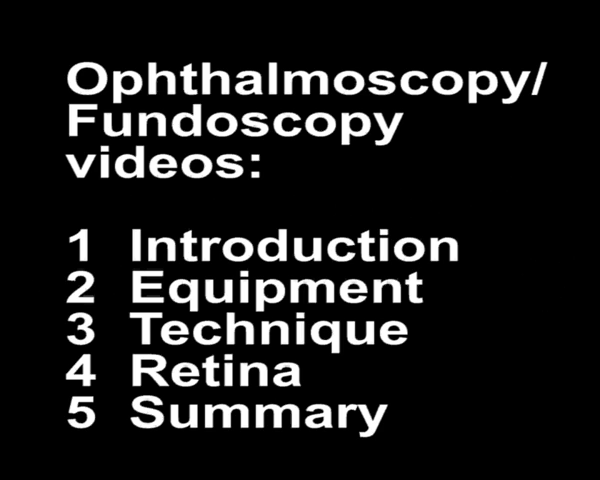 Ophthalmoscopy/
Fundoscopy
videos:
1 Introduction
2 Equipment
3 Technique
4 Retina
5 Summary